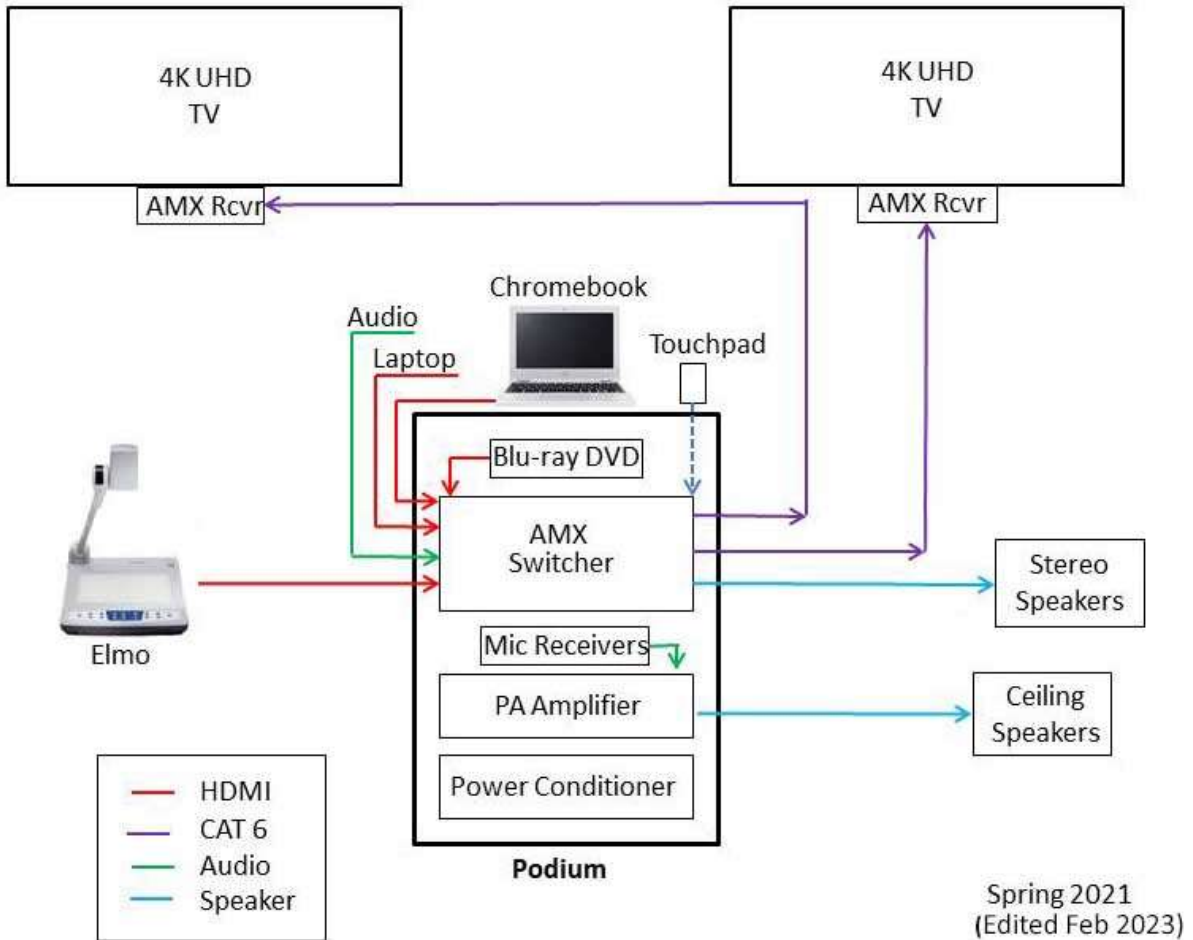 4K UHD
TV
4K UHD
TV
AMX Rcvr
AMX Rcvr
Chromebook
Audio
Touchpad
Laptop
Blu-ray DVD
AMX
Switcher
Stereo
Speakers
Elmo
Mic Receivers
PA Amplifier
Ceiling
Speakers
Power Conditioner
HDMI
CAT 6
Audio
Speaker
Podium
Spring 2021
(Edited Feb 2023)